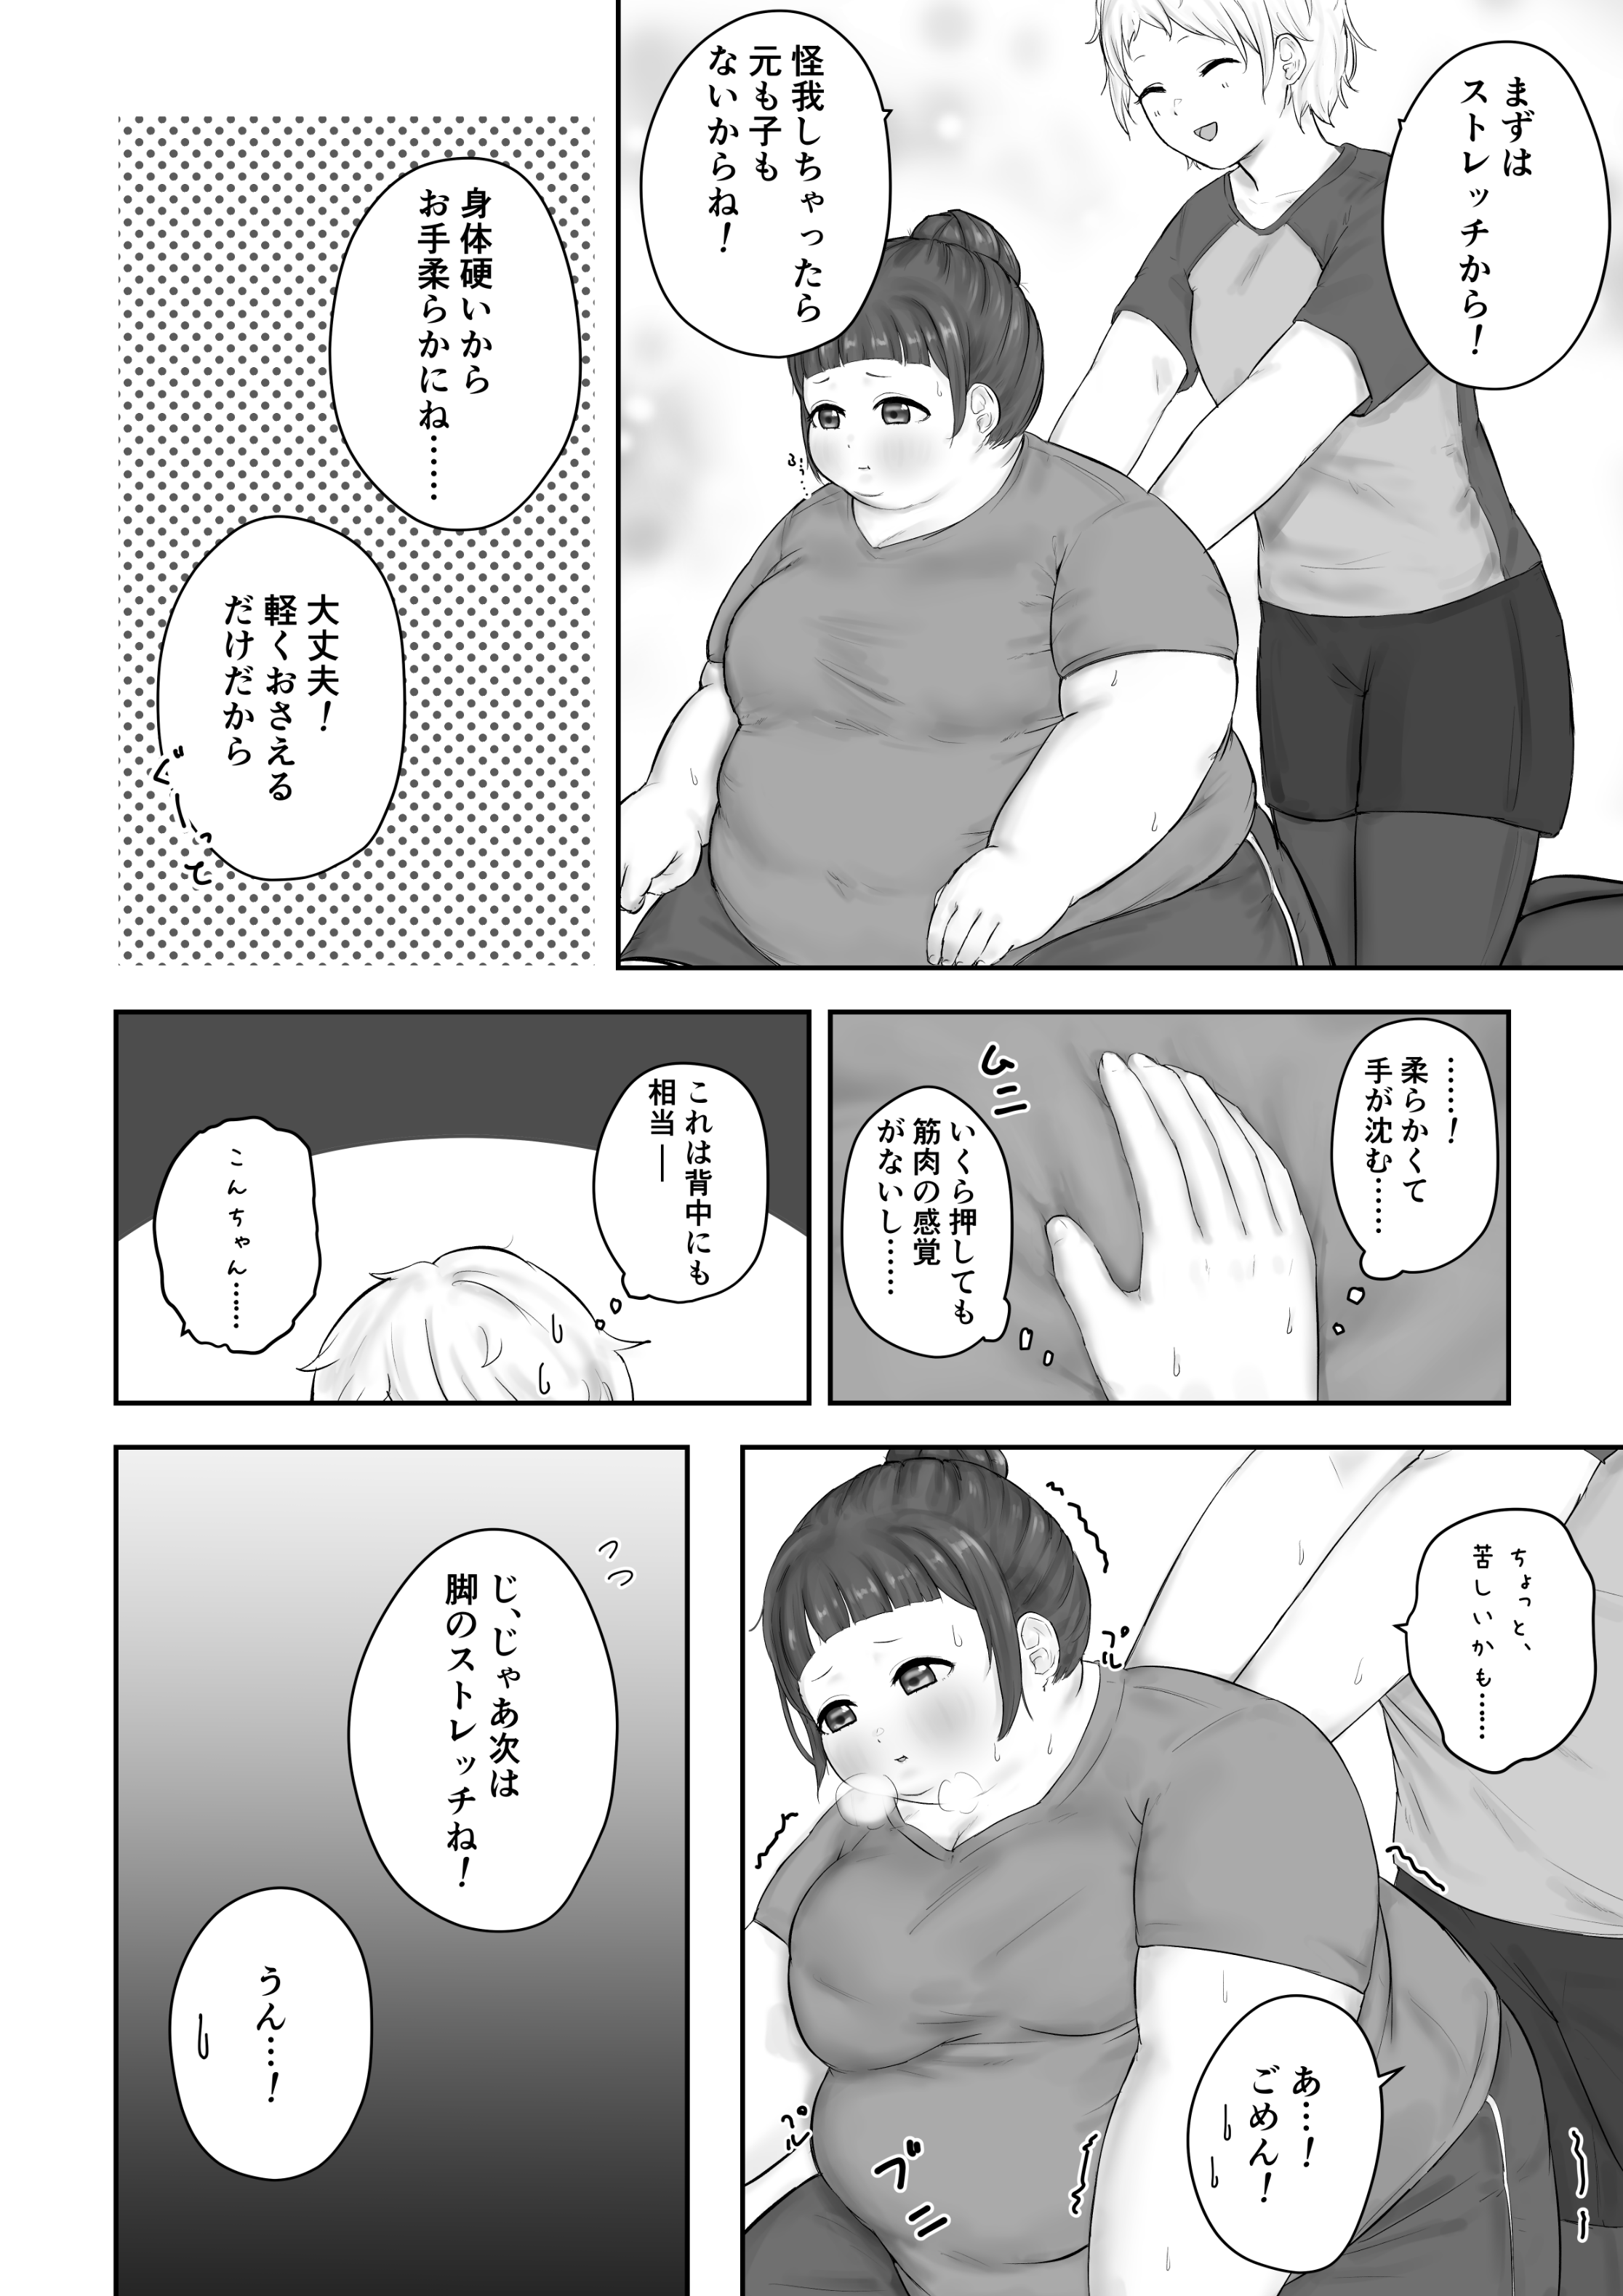 まずは
ストレッチから!
怪我しちゃったら
元も子も
ないからね!
ふぅ…
身体硬いから
お手柔らかにね……
大丈夫!
軽くおさえる
だけだから
ぐーって
……!
柔らかくて
手が沈む……
ムニ
いくら押しても
筋肉の感覚
がないし……
これは背中にも
相当―
こんちゃん……
ちょっと、
苦しいかも……
プル
あ…!
ごめん!
プル
ブニ
じ、じゃあ次は
脚のストレッチね!
うん…!